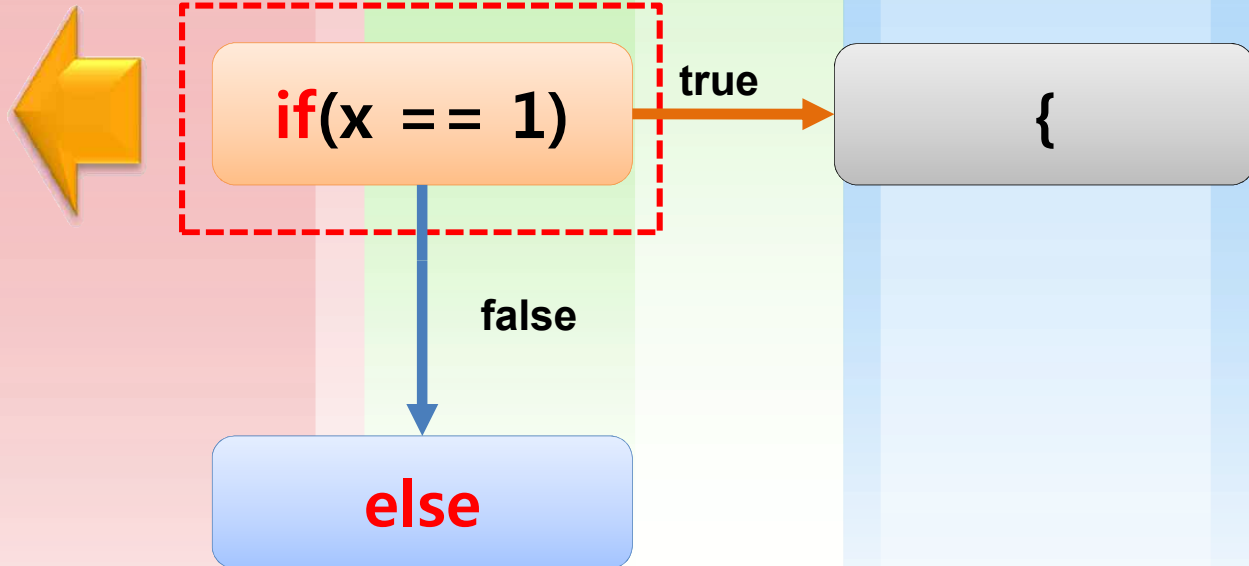 if(x == 1)
true
{
false
else